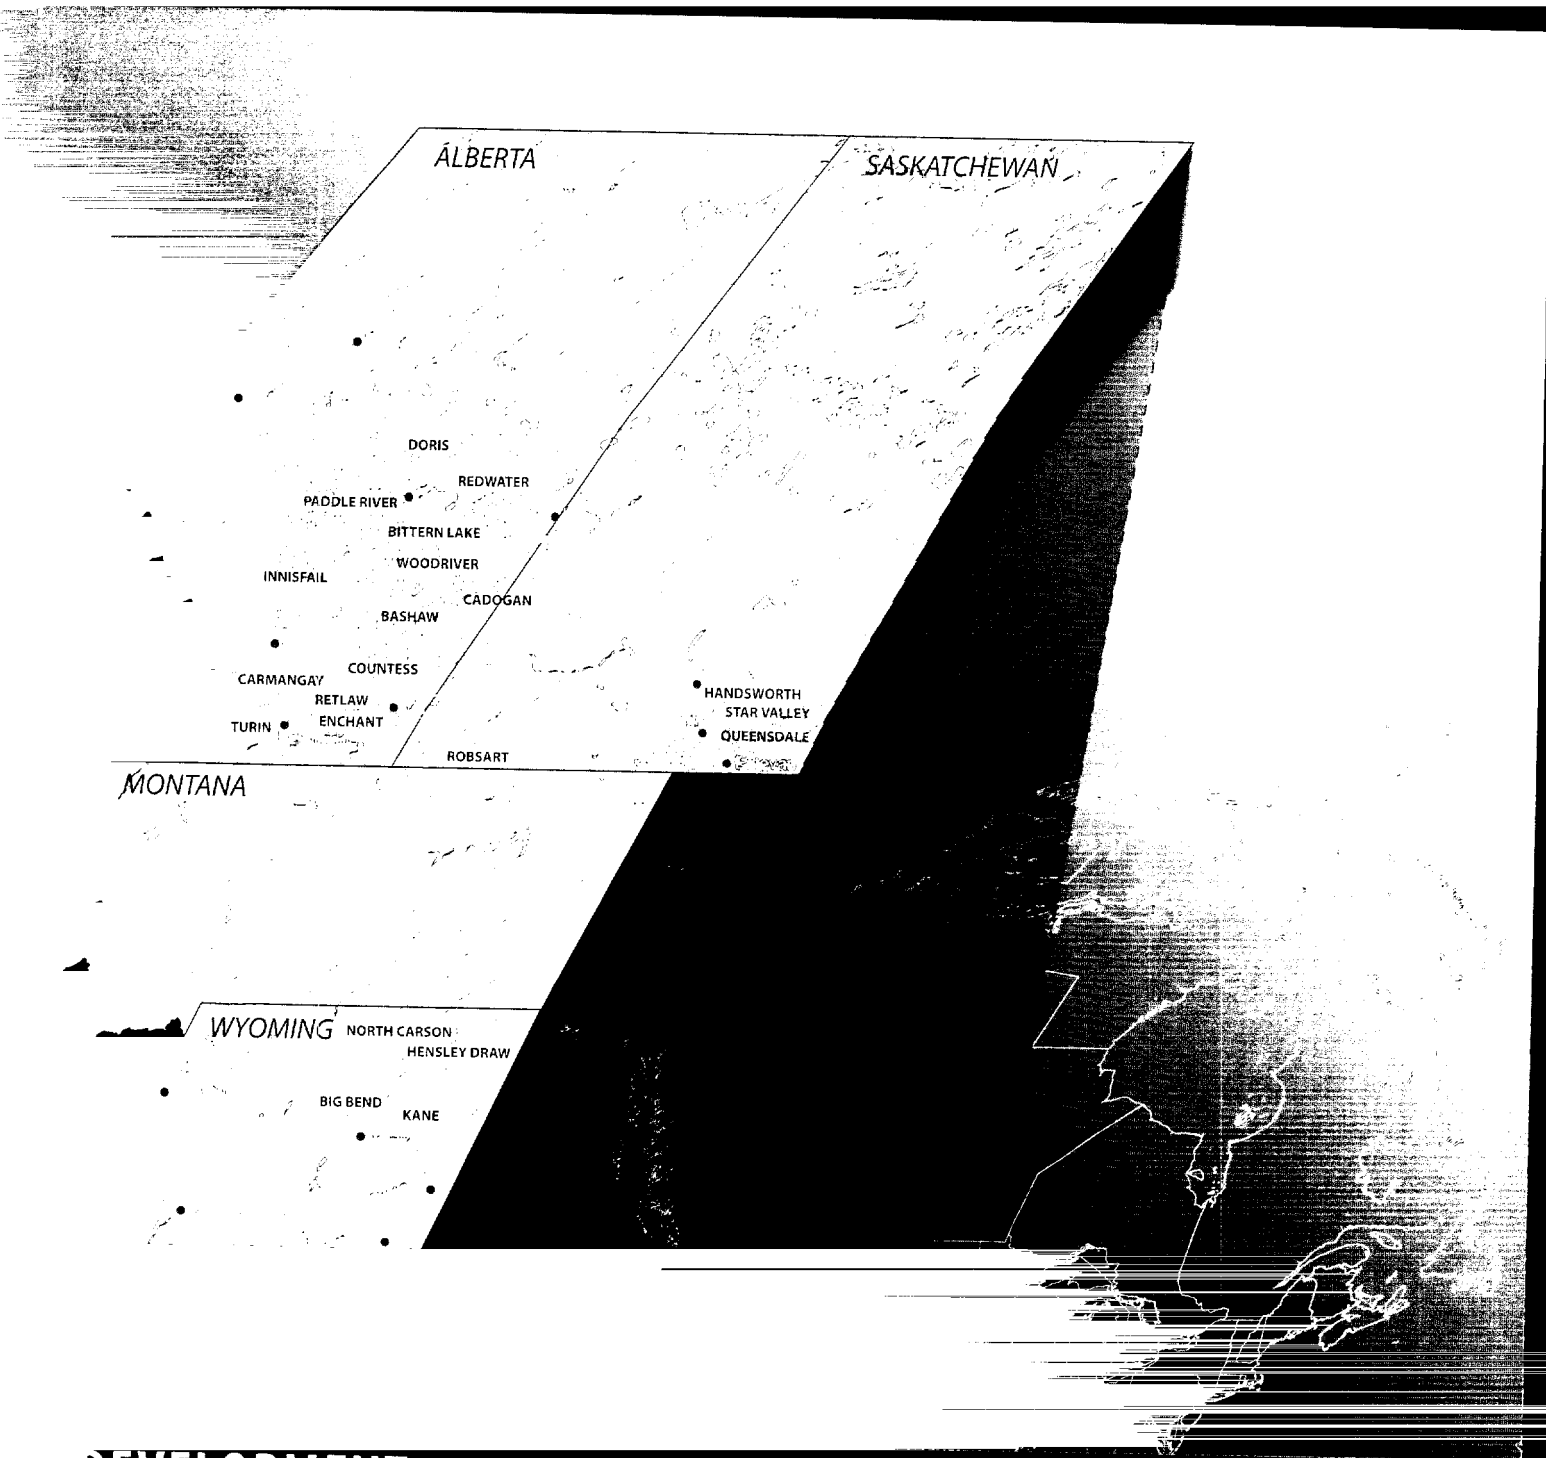 ALBERTA
SASKATCHEWAN
DORIS
REDWATER
PADDLE RIVER
BITTERN LAKE
WOODRIVER
INNISFAIL
CADOGAN
BASHAW
COUNTESS
CARMANGAY
RETLAW
HANDSWORTH
STAR VALLEY
ENCHANT
TURIN
QUEENSDALE
ROBSART
MONTANA
WYOMING
NORTH CARSON
HENSLEY DRAW
BIG BEND
KANE